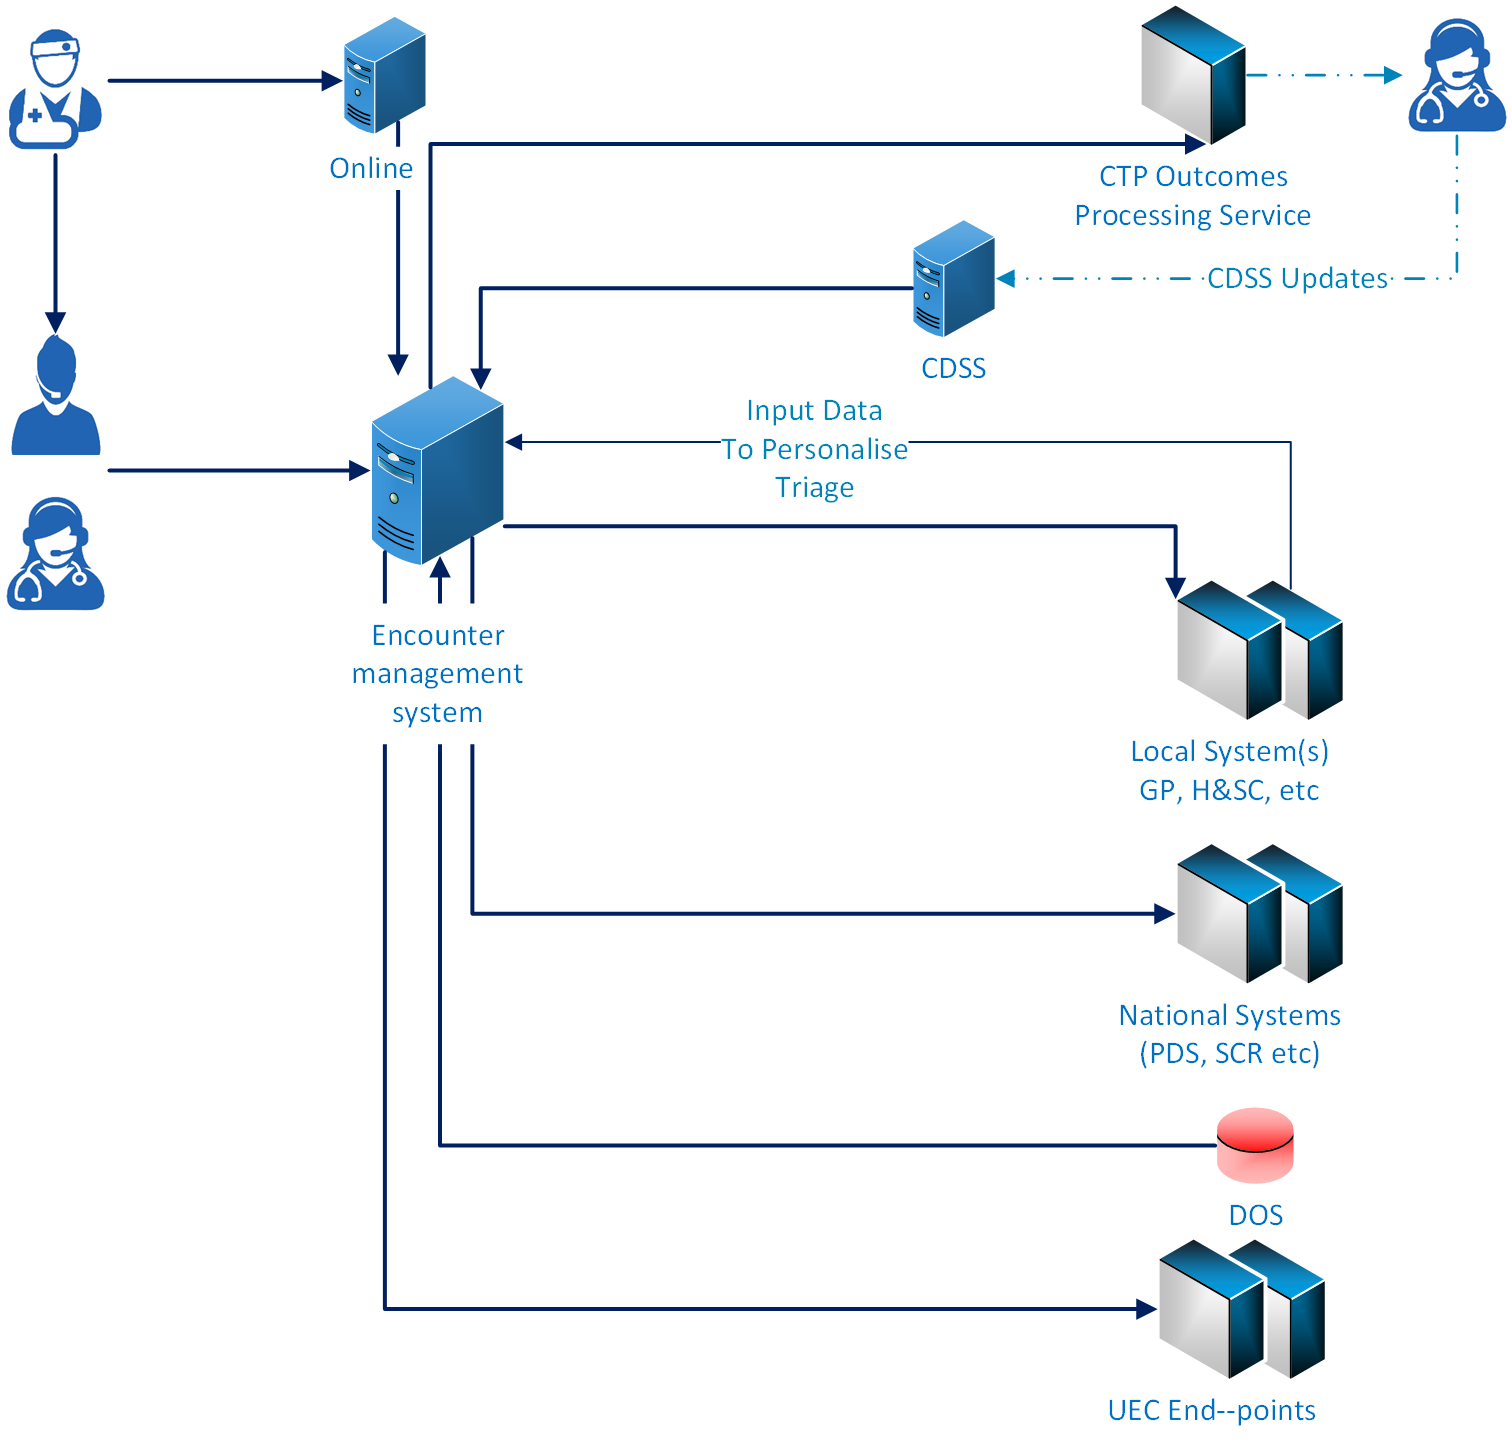 Online
CTP Outcomes
Processing Service
CDSS Updates
CDSS
Input Data
To Personalise
Triage
Encounter
management
system
Local System(s)
GP, H&SC, etc
National Systems
(PDS, SCR etc)
DOS
UEC End--points